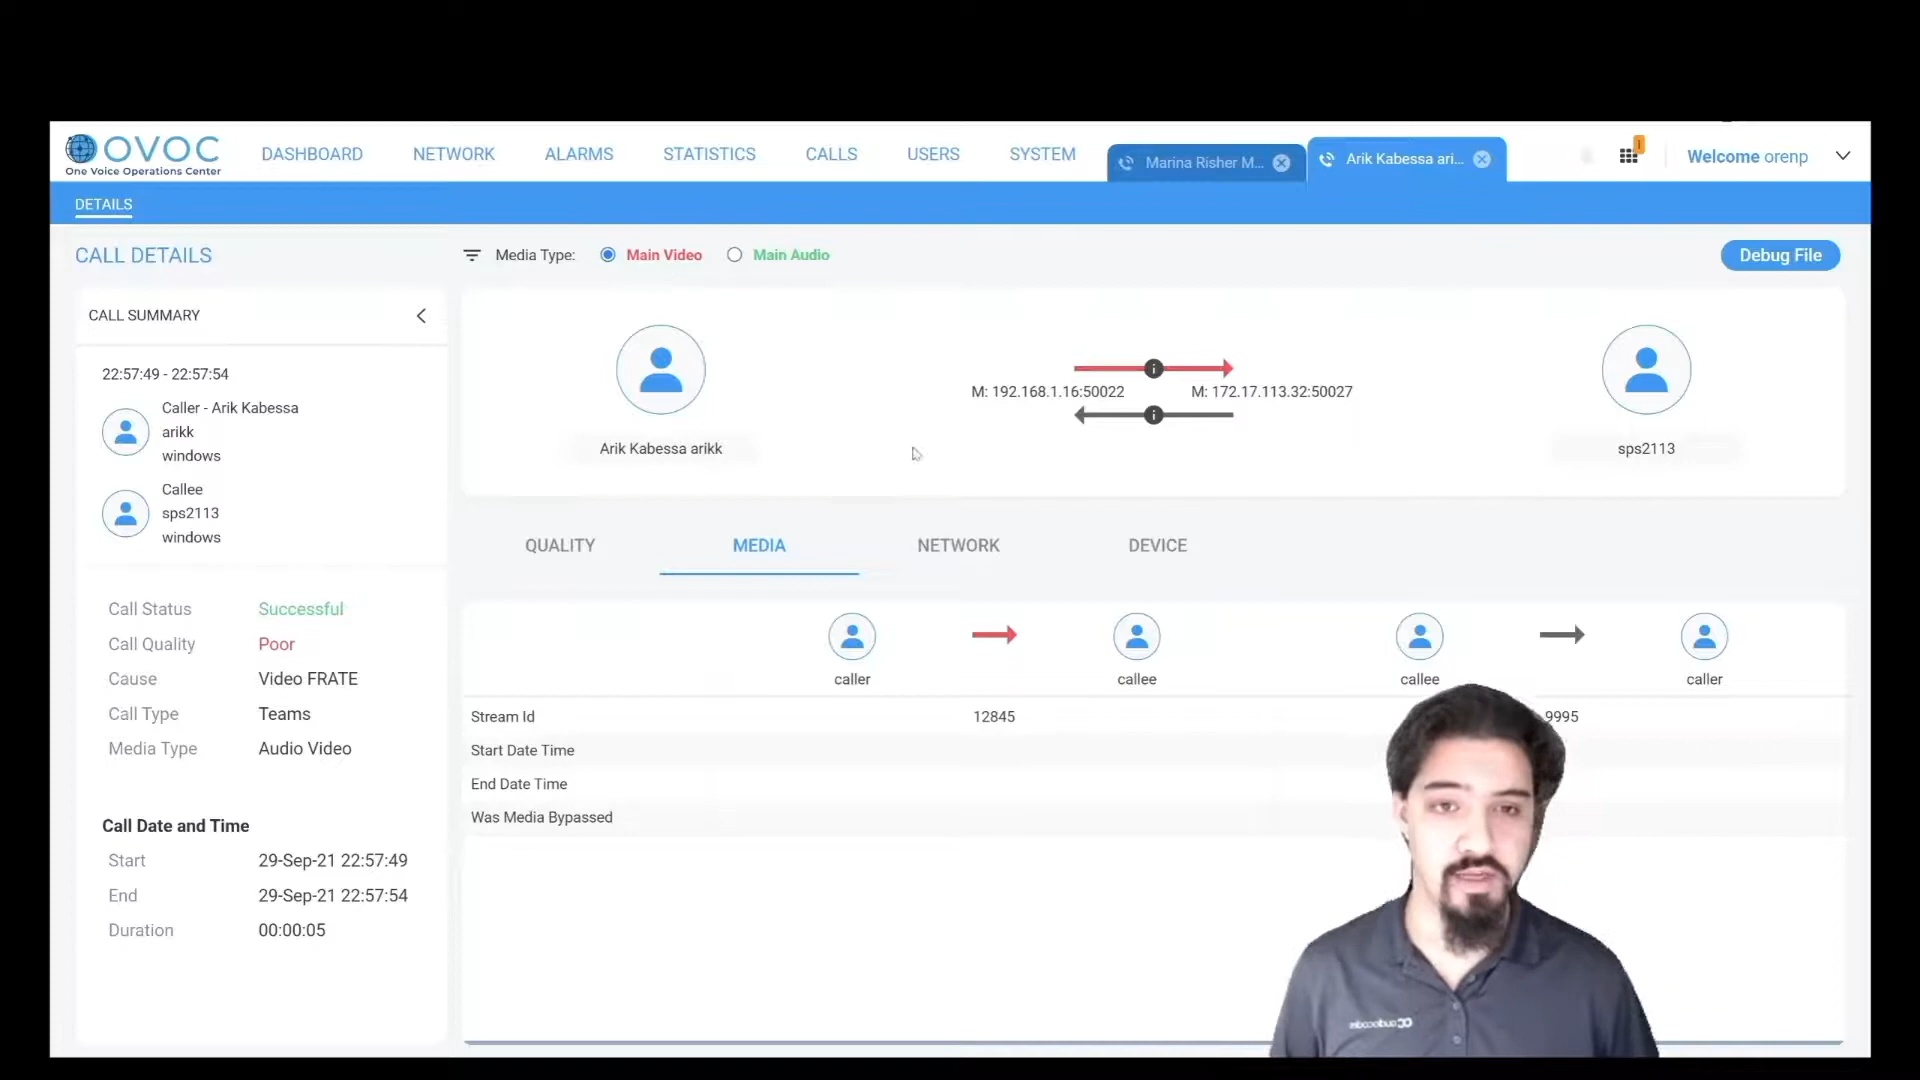 OVOC
One Voice Operations Center
DASHBOARD
NETWORK
ALARMS
STATISTICS
CALLS
USERS
SYSTEM
Marina Risher M...
Arik Kabessa ari...
Welcome orenp
DETAILS
CALL DETAILS
Media Type:
Main Video
Main Audio
Debug File
CALL SUMMARY
22:57:49 - 22:57:54
Caller - Arik Kabessa
arikk
windows
Callee
sps2113
windows
Call Status Successful
Call Quality Poor
Cause Video FRATE
Call Type Teams
Media Type Audio Video
Call Date and Time
Start 29-Sep-21 22:57:49
End 29-Sep-21 22:57:54
Duration 00:00:05
M: 192.168.1.16:50022
M: 172.17.113.32:50027
Arik Kabessa arikk
sps2113
QUALITY
MEDIA
NETWORK
DEVICE
caller
callee
callee
caller
Stream Id 12845 9995
Start Date Time
End Date Time
Was Media Bypassed
audiocodes